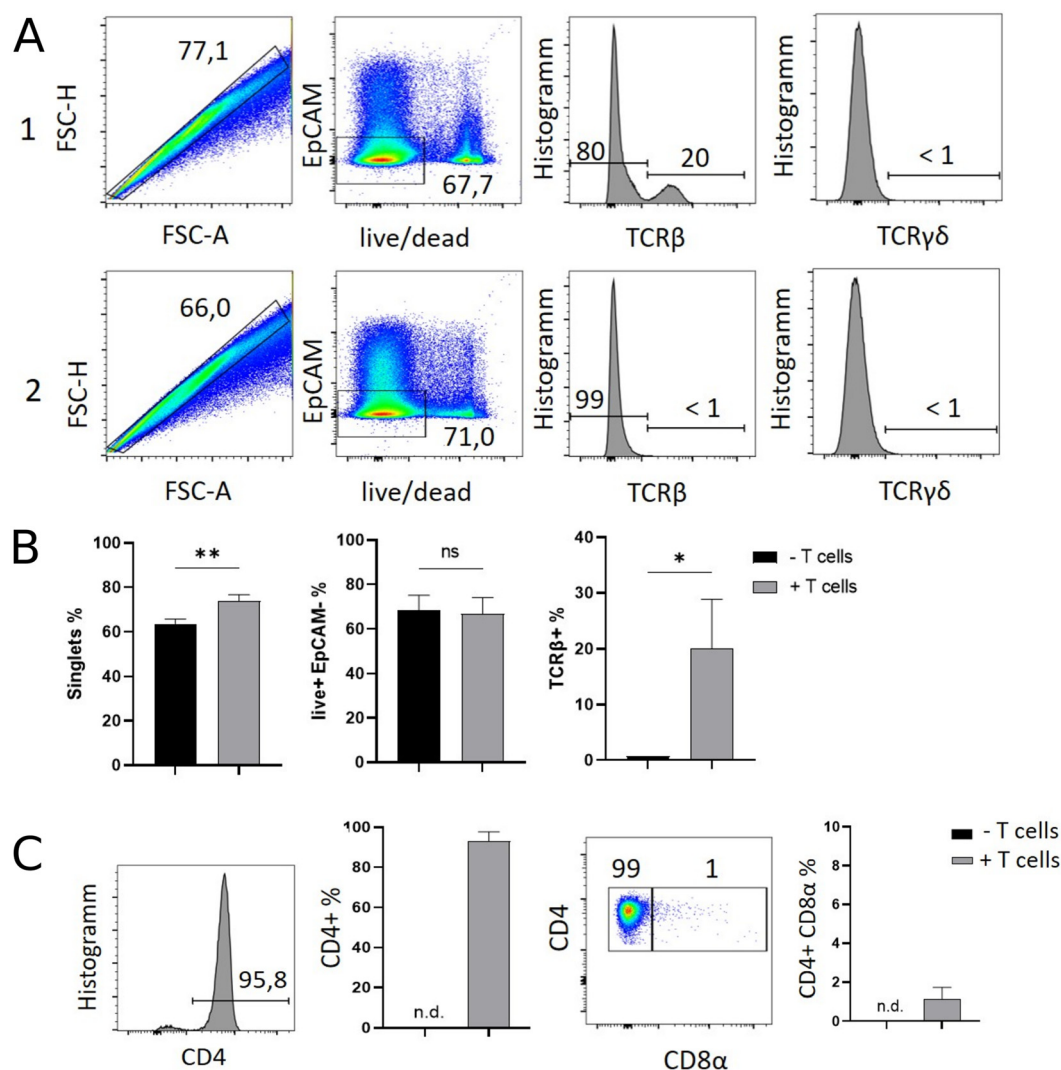 A
1
77,1
FSC-H
FSC-A
EpCAM
67,7
live/dead
Histogramm
80
20
TCRβ
Histogramm
< 1
TCRγδ
2
66,0
FSC-H
FSC-A
EpCAM
71,0
live/dead
Histogramm
99
< 1
TCRβ
Histogramm
< 1
TCRγδ
B
Singlets %
100
80
60
40
20
0
**
live+ EpCAM- %
100
80
60
40
20
0
ns
TCRβ+ %
40
30
20
10
0
*
- T cells
+ T cells
C
Histogramm
95,8
CD4
CD4+ %
100
80
60
40
20
0
n.d.
CD4
99
1
CD8α
CD4+ CD8α %
10
8
6
4
2
0
n.d.
- T cells
+ T cells